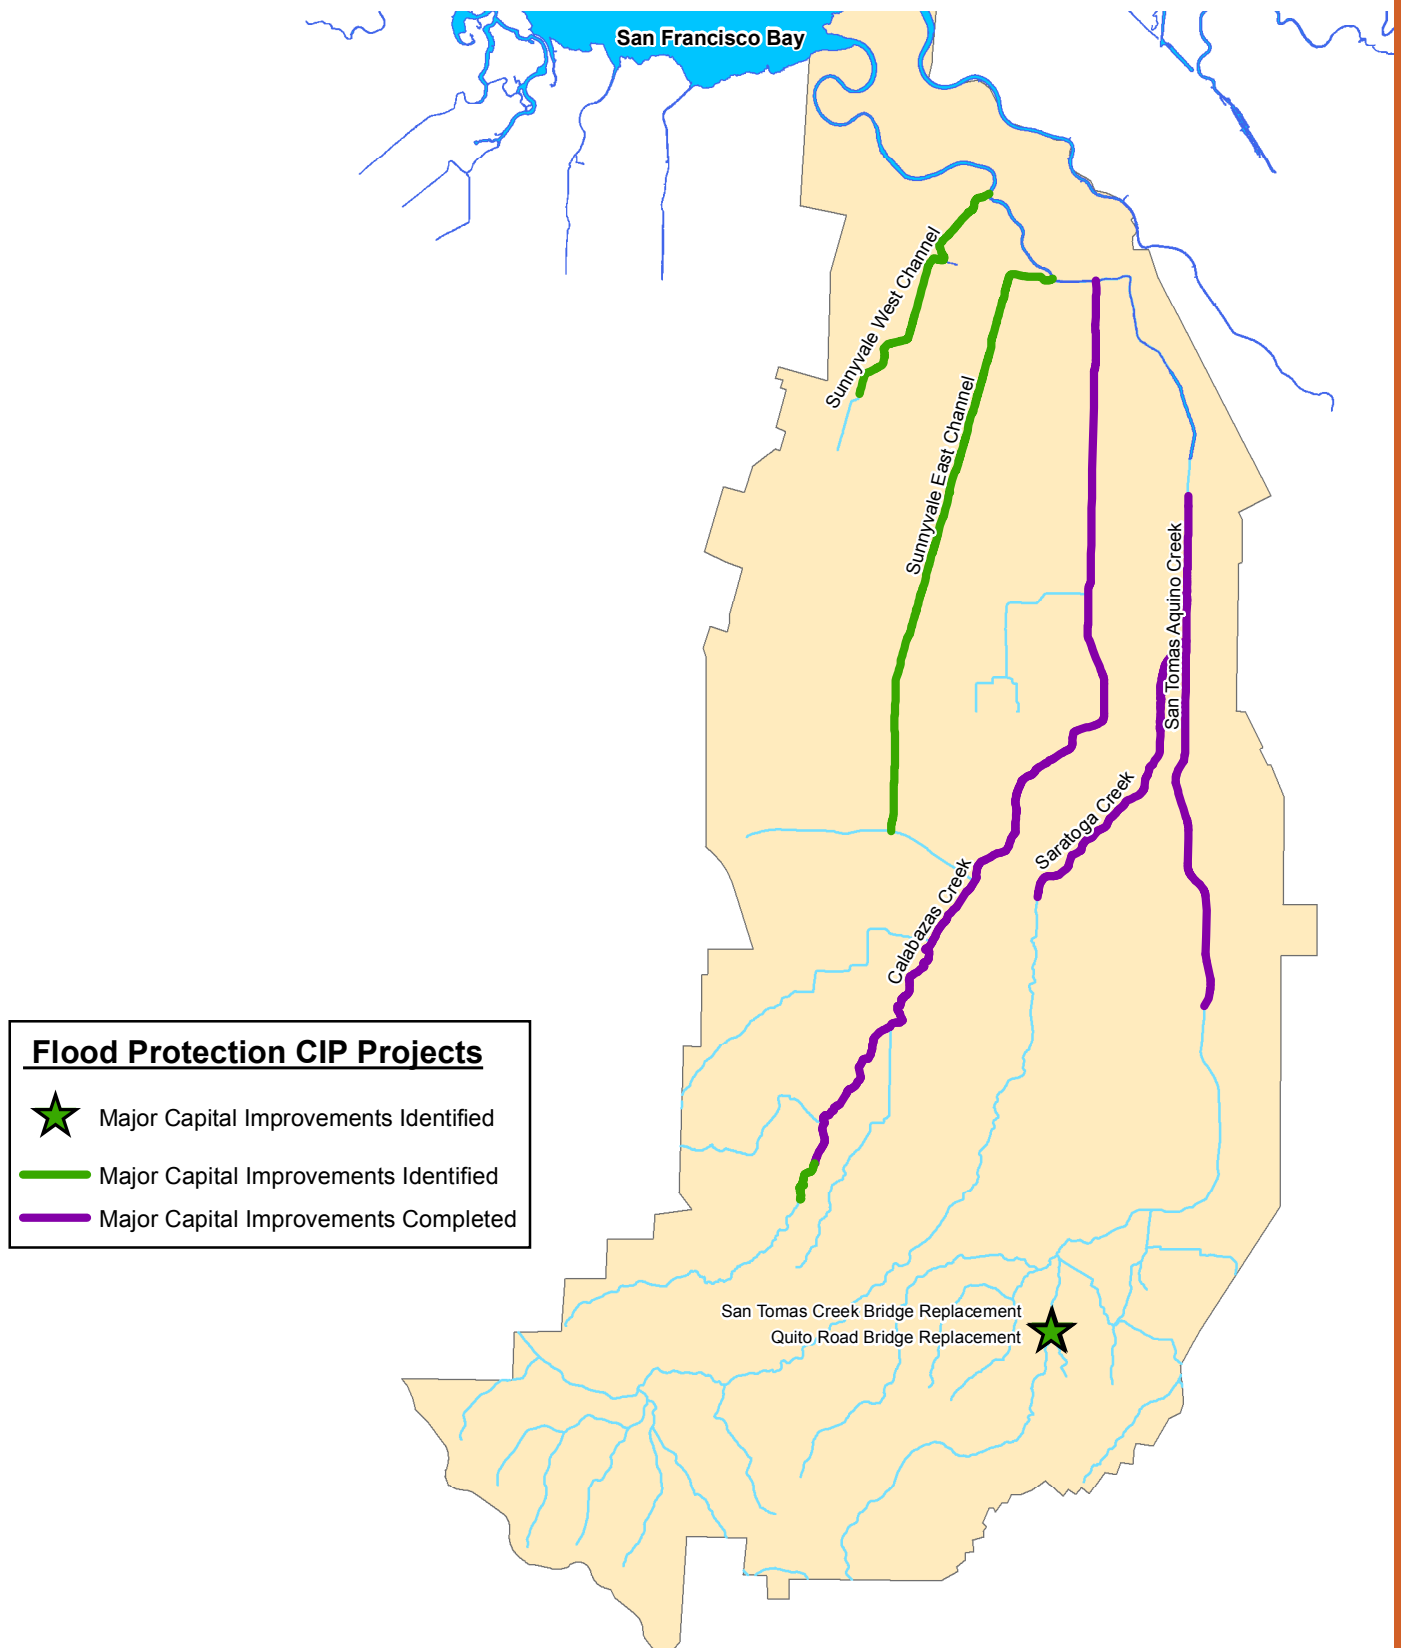 San Francisco Bay
Sunnyvale West Channel
Sunnyvale East Channel
San Tomas Aquino Creek
Saratoga Creek
Calabazas Creek
Flood Protection CIP Projects
Major Capital Improvements Identified
Major Capital Improvements Identified
Major Capital Improvements Completed
San Tomas Creek Bridge Replacement
Quito Road Bridge Replacement